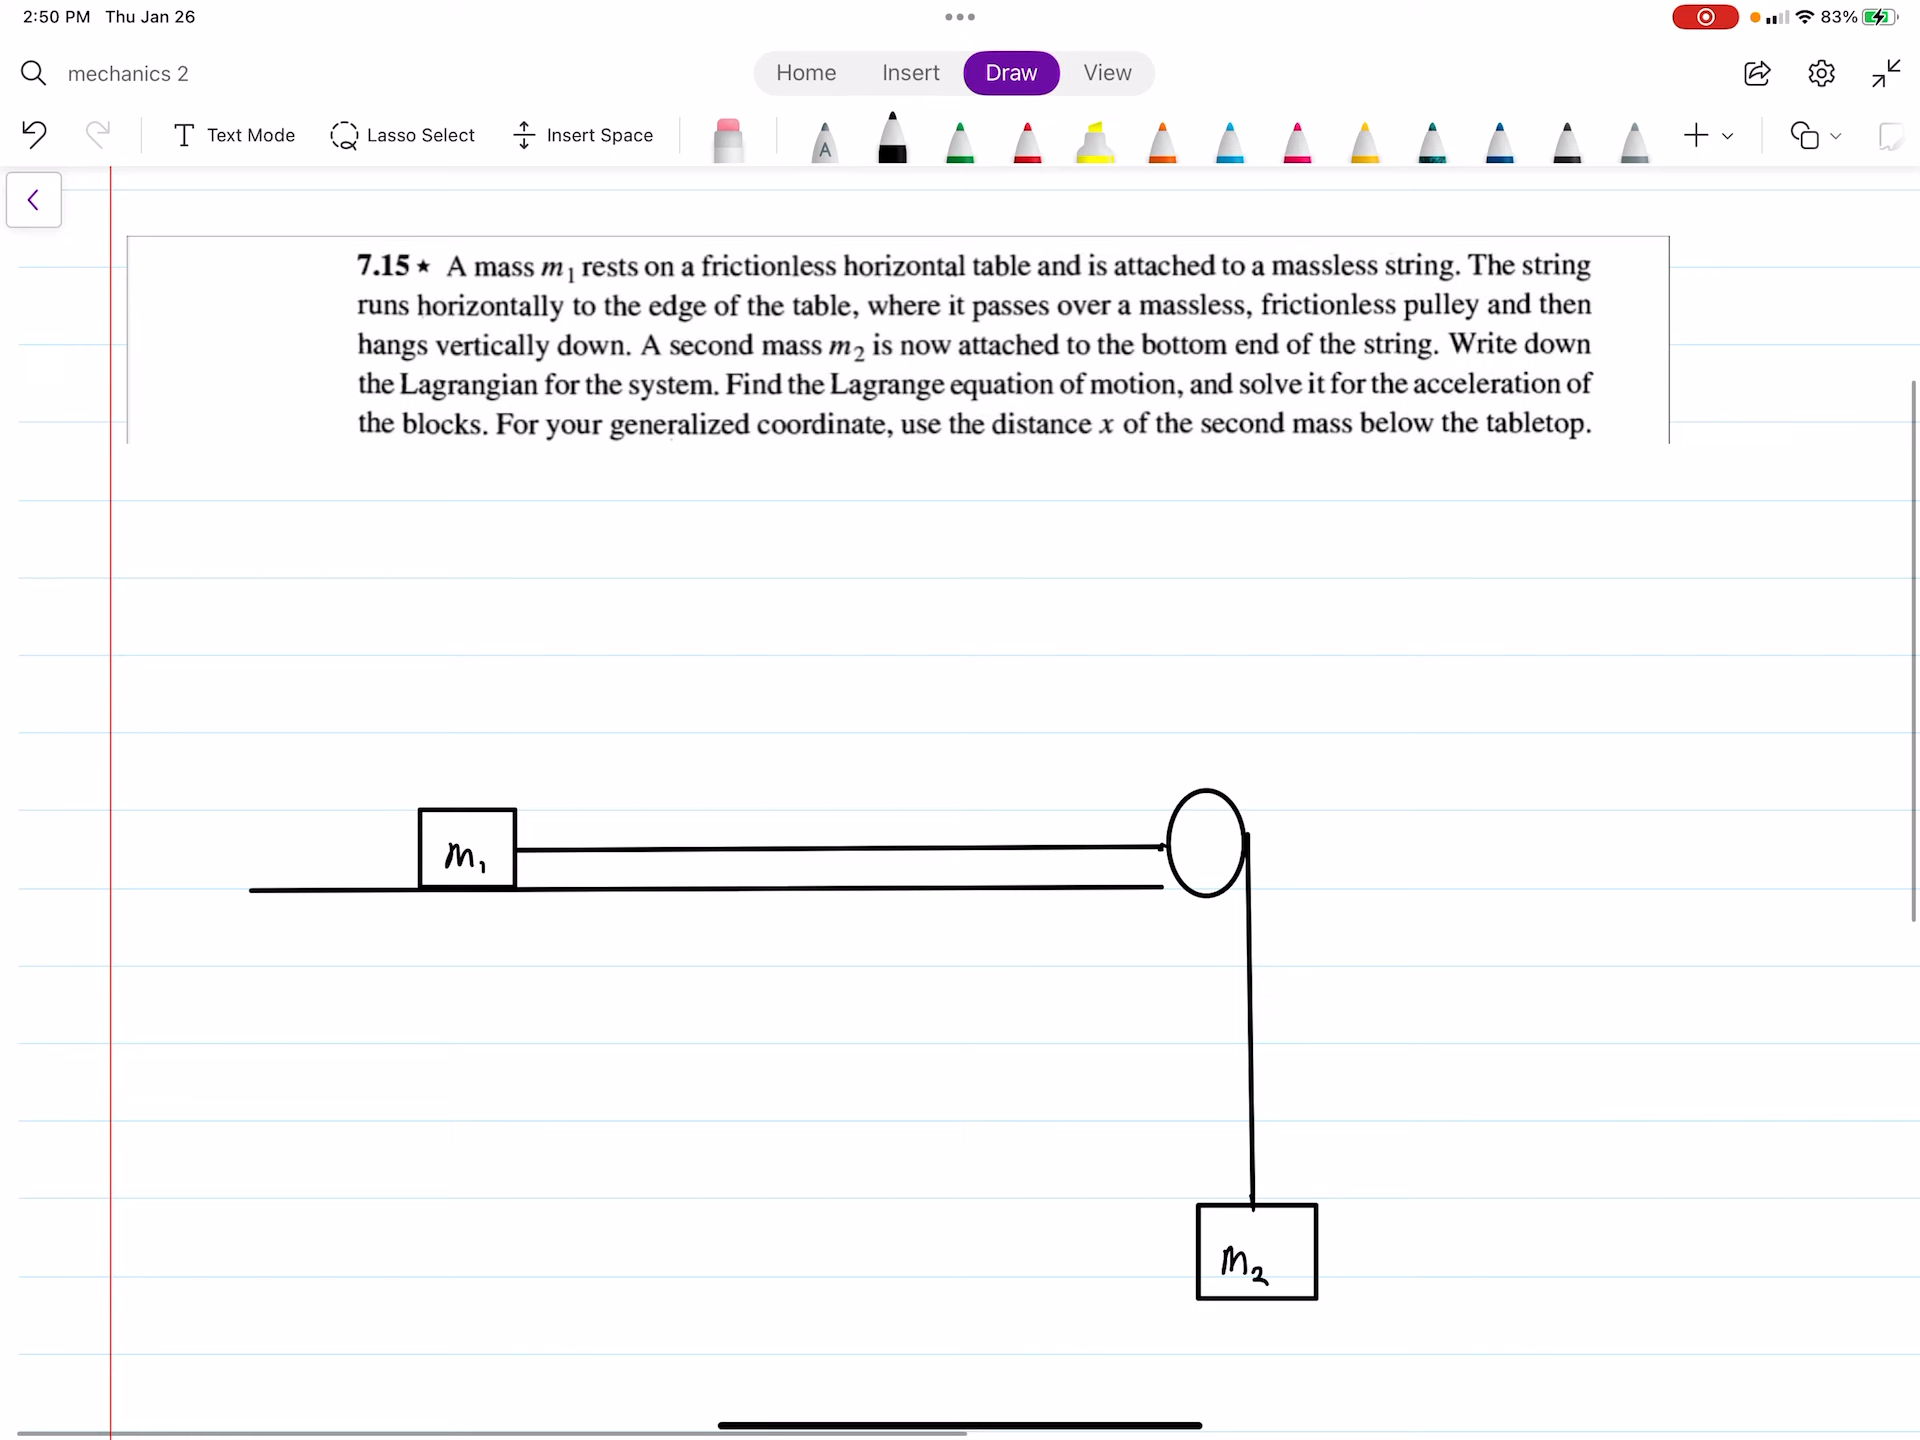 2:50 PM Thu Jan 26
83%
mechanics 2
Home Insert Draw View
Text Mode Lasso Select Insert Space
A
7.15 ⋆ A mass m₁ rests on a frictionless horizontal table and is attached to a massless string. The string
runs horizontally to the edge of the table, where it passes over a massless, frictionless pulley and then
hangs vertically down. A second mass m₂ is now attached to the bottom end of the string. Write down
the Lagrangian for the system. Find the Lagrange equation of motion, and solve it for the acceleration of
the blocks. For your generalized coordinate, use the distance x of the second mass below the tabletop.
m₁
m₂